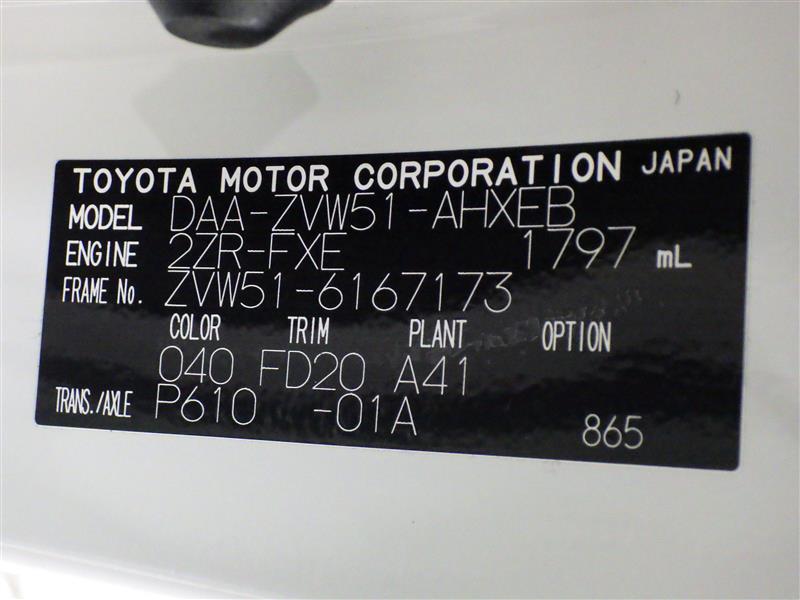 TOYOTA MOTOR CORPORATION JAPAN
MODEL DAA-ZVW51-AHXEB
ENGINE 2ZR-FXE 1797 mL
FRAME No. ZVW51-6167173
COLOR TRIM PLANT OPTION
040 FD20 A41
TRANS./AXLE P610 -01A 865